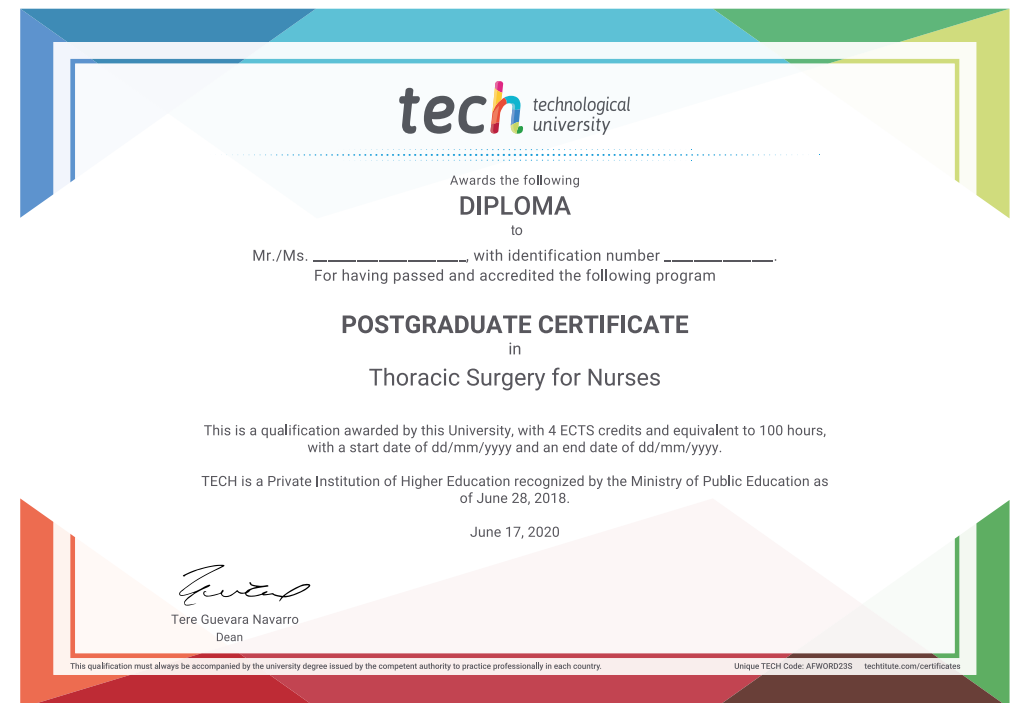 tech technological
university
Awards the following
DIPLOMA
to
Mr./Ms. ____________________, with identification number ______________.
For having passed and accredited the following program
POSTGRADUATE CERTIFICATE
in
Thoracic Surgery for Nurses
This is a qualification awarded by this University, with 4 ECTS credits and equivalent to 100 hours,
with a start date of dd/mm/yyyy and an end date of dd/mm/yyyy.
TECH is a Private Institution of Higher Education recognized by the Ministry of Public Education as
of June 28, 2018.
June 17, 2020
Tere Guevara Navarro
Dean
This qualification must always be accompanied by the university degree issued by the competent authority to practice professionally in each country.
Unique TECH Code: AFWORD23S techtitute.com/certificates